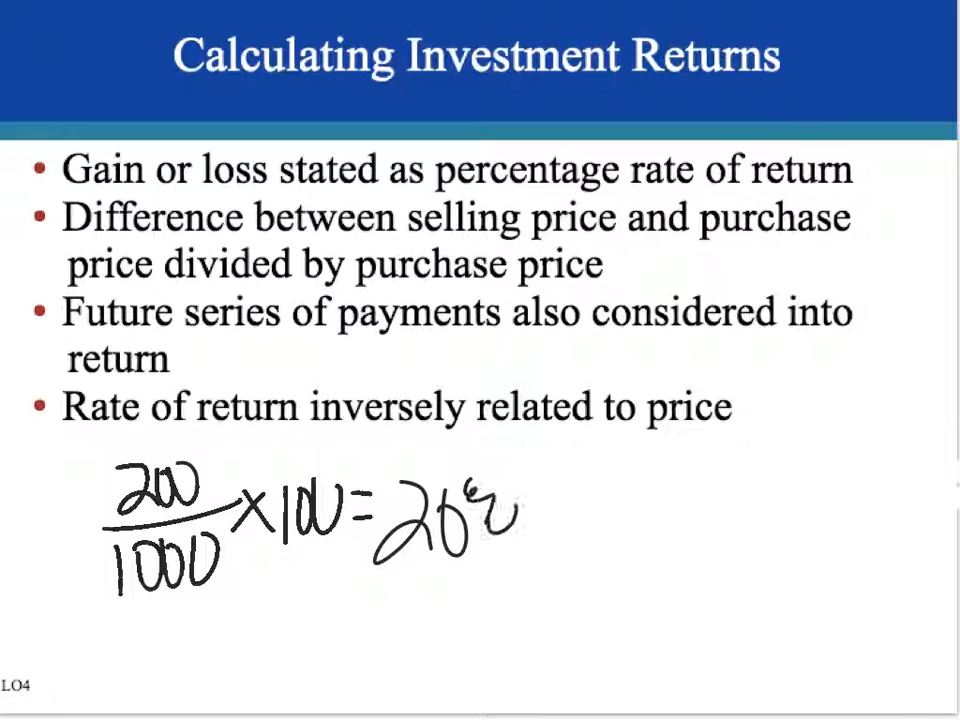 Calculating Investment Returns
• Gain or loss stated as percentage rate of return
• Difference between selling price and purchase
price divided by purchase price
• Future series of payments also considered into
return
• Rate of return inversely related to price
200
1000
×100=20%
LO4